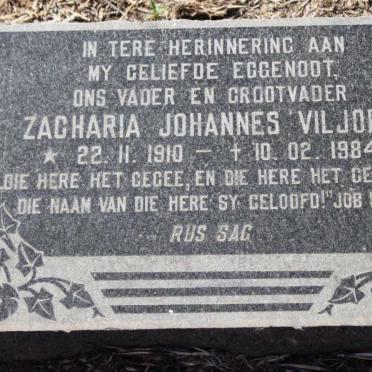 IN TERE HERINNERING AAN
MY GELIEFDE EGGENOOT,
ONS VADER EN GROOTVADER
ZACHARIA JOHANNES VILJO
★ 22. 11. 1910 — † 10. 02. 1984
DIE HERE HET GEGEE, EN DIE HERE HET GE
DIE NAAM VAN DIE HERE SY GELOOFD!" JOB
RUS SAG